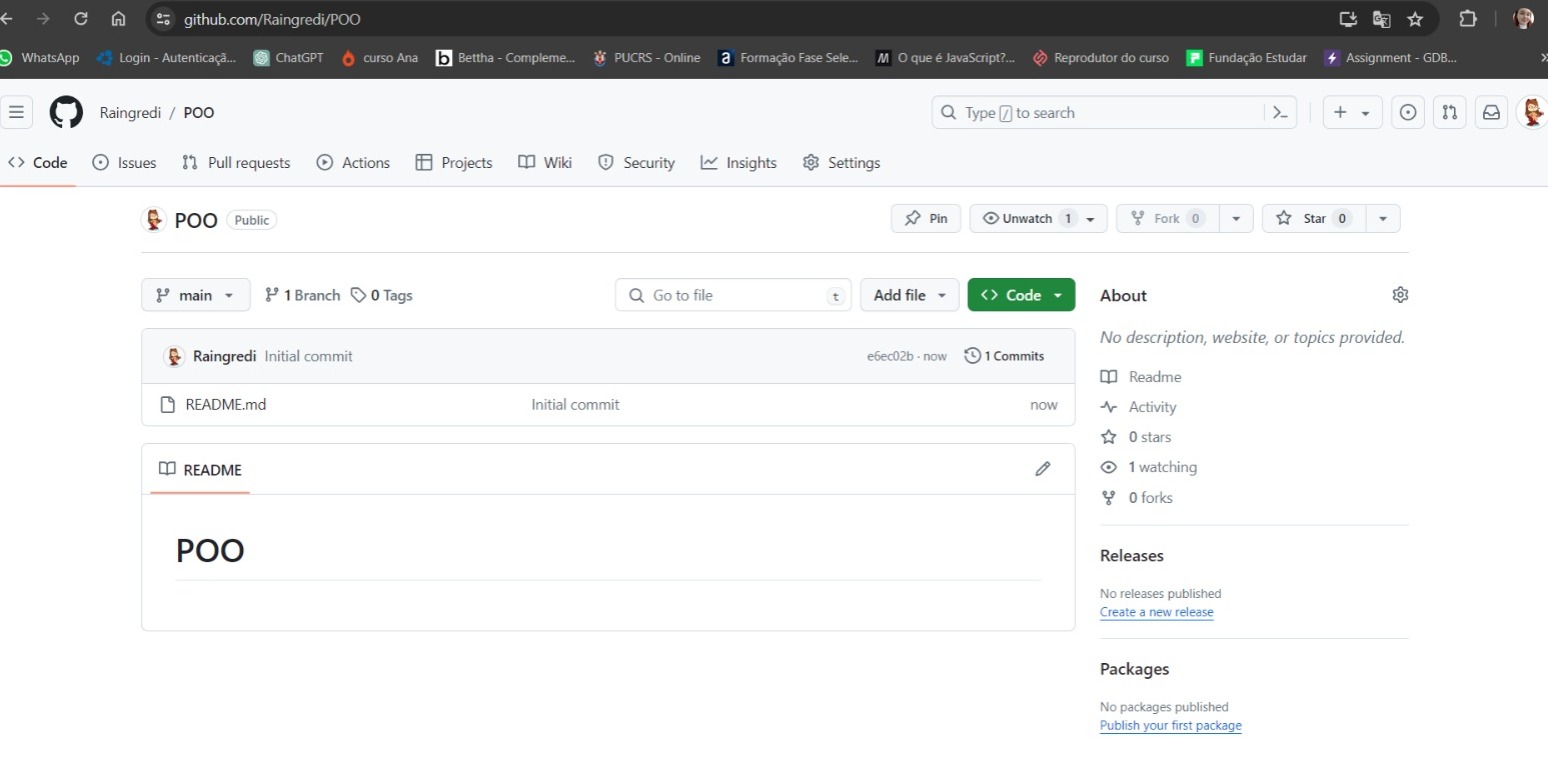 github.com/Raingredi/POO
WhatsApp Login - Autenticaçã... ChatGPT curso Ana Bettha - Compleme... PUCRS - Online Formação Fase Sele... O que é JavaScript?... Reprodutor do curso Fundação Estudar Assignment - GDB...
Raingredi / POO Type / to search
Code Issues Pull requests Actions Projects Wiki Security Insights Settings
POO Public Pin Unwatch 1 Fork 0 Star 0
main 1 Branch 0 Tags Go to file t Add file Code About
No description, website, or topics provided.
Raingredi Initial commit e6ec02b · now 1 Commits
Readme
README.md Initial commit now
Activity
0 stars
README
1 watching
0 forks
POO
Releases
No releases published
Create a new release
Packages
No packages published
Publish your first package